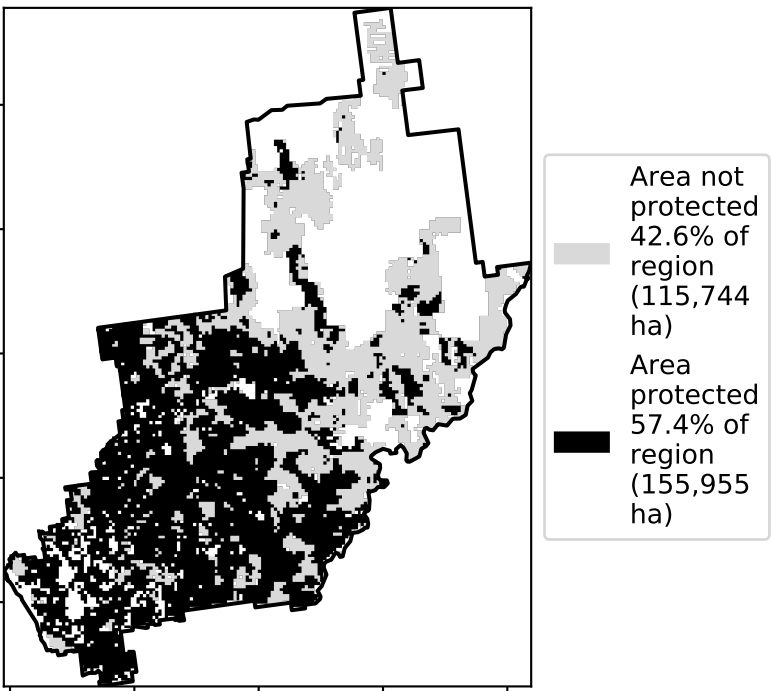 Area not
protected
42.6% of
region
(115,744
ha)
Area
protected
57.4% of
region
(155,955
ha)